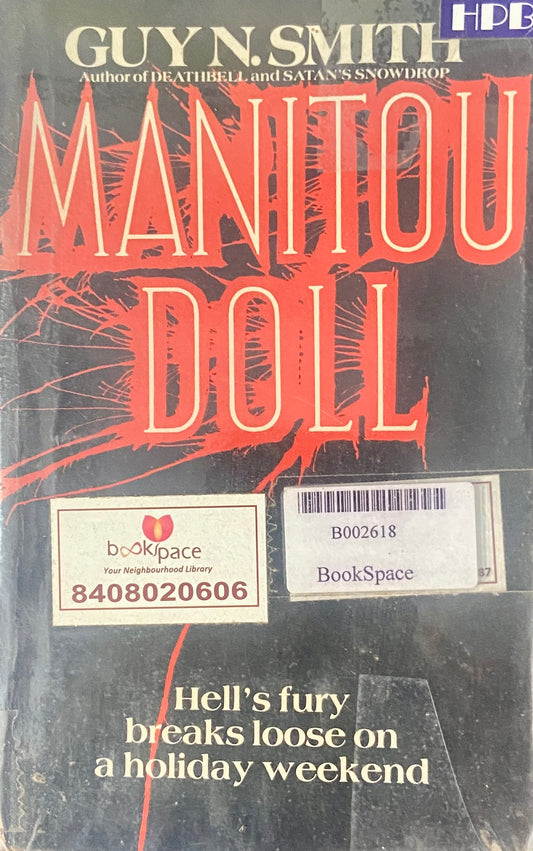 HPB
GUY N. SMITH
Author of DEATHBELL and SATAN'S SNOWDROP
MANITOU
DOLL
bookspace
Your Neighbourhood Library
8408020606
B002618
BookSpace
87
Hell's fury
breaks loose on
a holiday weekend